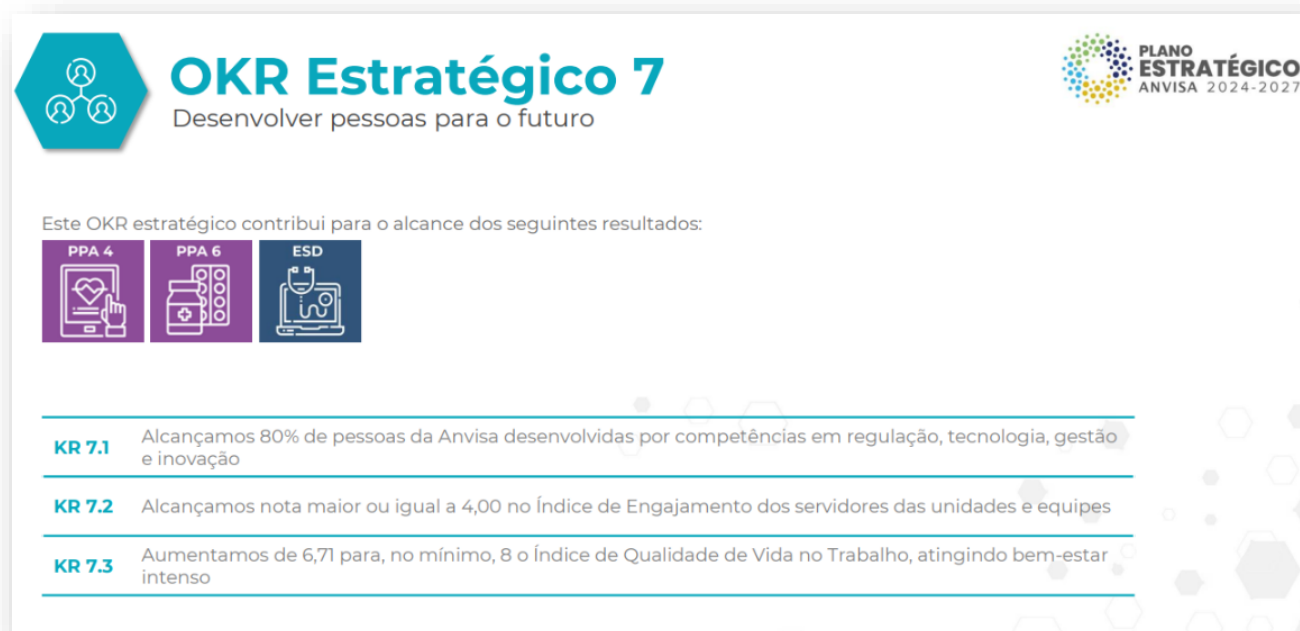 OKR Estratégico 7
Desenvolver pessoas para o futuro
PLANO
ESTRATÉGICO
ANVISA 2024-2027
Este OKR estratégico contribui para o alcance dos seguintes resultados:
PPA 4
PPA 6
ESD
KR 7.1
Alcançamos 80% de pessoas da Anvisa desenvolvidas por competências em regulação, tecnologia, gestão
e inovação
KR 7.2
Alcançamos nota maior ou igual a 4,00 no Índice de Engajamento dos servidores das unidades e equipes
KR 7.3
Aumentamos de 6,71 para, no mínimo, 8 o Índice de Qualidade de Vida no Trabalho, atingindo bem-estar
intenso